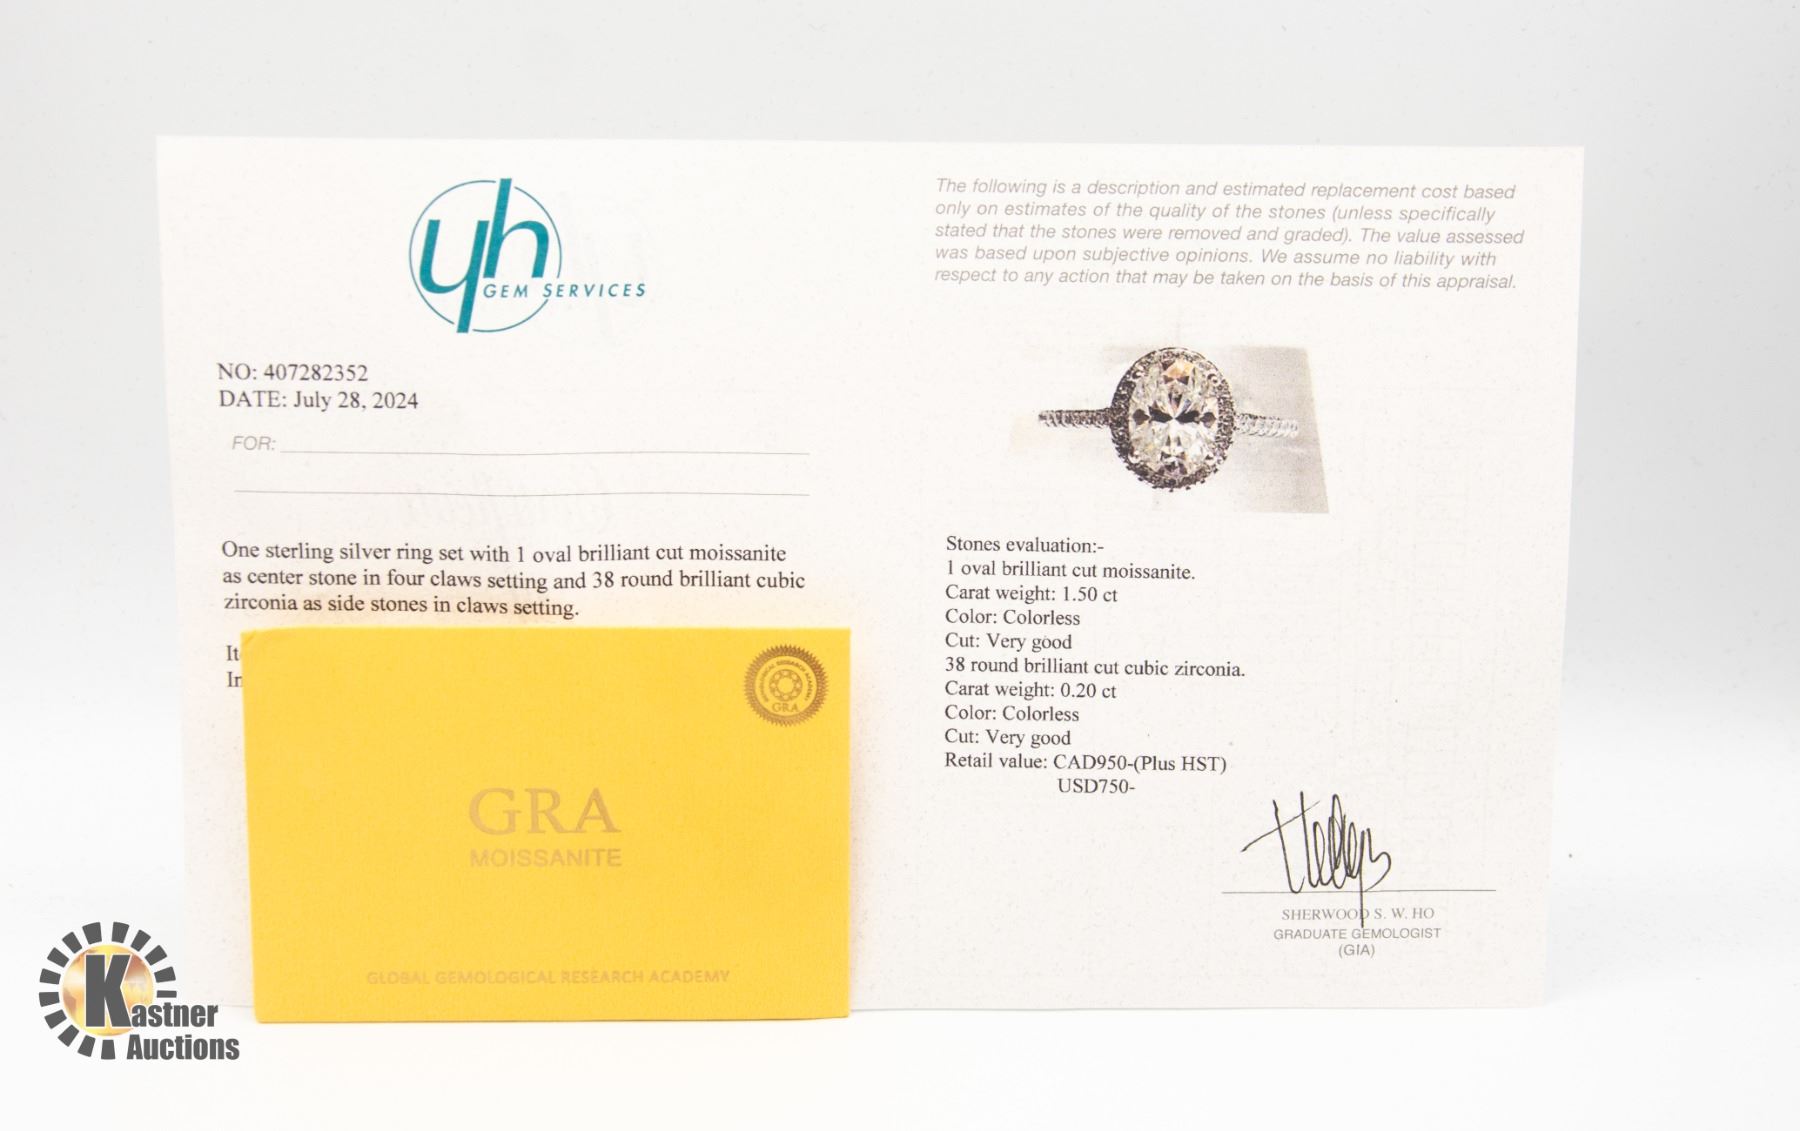 yh
GEM SERVICES
NO: 407282352
DATE: July 28, 2024
FOR:
One sterling silver ring set with 1 oval brilliant cut moissanite
as center stone in four claws setting and 38 round brilliant cubic
zirconia as side stones in claws setting.
The following is a description and estimated replacement cost based
only on estimates of the quality of the stones (unless specifically
stated that the stones were removed and graded). The value assessed
was based upon subjective opinions. We assume no liability with
respect to any action that may be taken on the basis of this appraisal.
Stones evaluation:-
1 oval brilliant cut moissanite.
Carat weight: 1.50 ct
Color: Colorless
Cut: Very good
38 round brilliant cut cubic zirconia.
Carat weight: 0.20 ct
Color: Colorless
Cut: Very good
Retail value: CAD950-(Plus HST)
USD750-
SHERWOOD S. W. HO
GRADUATE GEMOLOGIST
(GIA)
GRA
GRA
MOISSANITE
GLOBAL GEMOLOGICAL RESEARCH ACADEMY
Kastner
Auctions